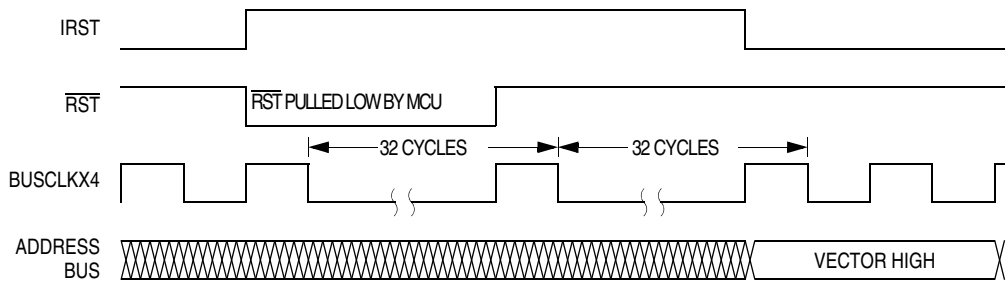 IRST
RST
RST PULLED LOW BY MCU
32 CYCLES 32 CYCLES
BUSCLKX4
ADDRESS
BUS
VECTOR HIGH